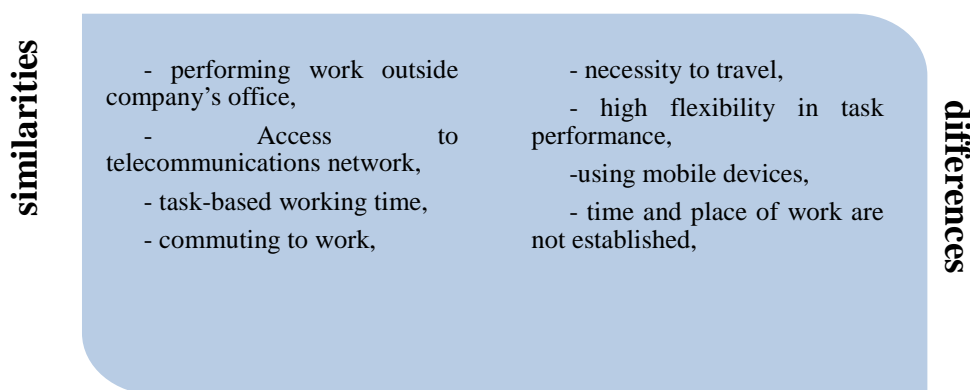 similarities
- performing work outside
company's office,
- Access to
telecommunications network,
- task-based working time,
- commuting to work,
- necessity to travel,
- high flexibility in task
performance,
-using mobile devices,
- time and place of work are
not established,
differences